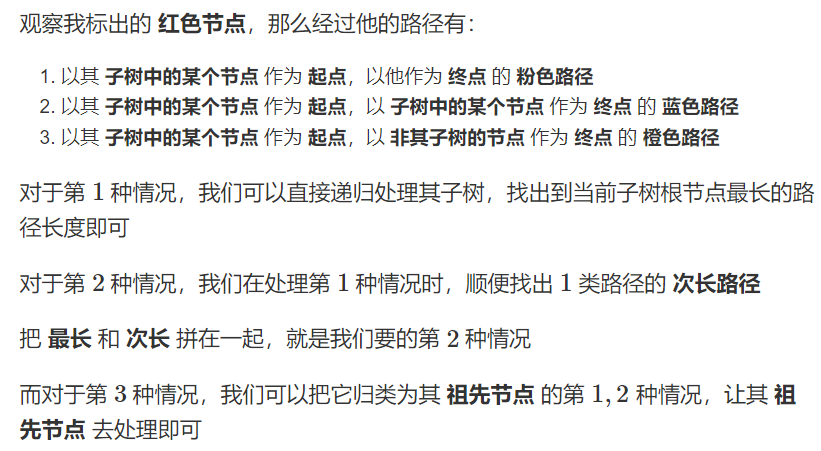 观察我标出的 红色节点，那么经过他的路径有：
1. 以其 子树中的某个节点 作为 起点，以他作为 终点 的 粉色路径
2. 以其 子树中的某个节点 作为 起点，以 子树中的某个节点 作为 终点 的 蓝色路径
3. 以其 子树中的某个节点 作为 起点，以 非其子树的节点 作为 终点 的 橙色路径
对于第 1 种情况，我们可以直接递归处理其子树，找出到当前子树根节点最长的路
径长度即可
对于第 2 种情况，我们在处理第 1 种情况时，顺便找出 1 类路径的 次长路径
把 最长 和 次长 拼在一起，就是我们要的第 2 种情况
而对于第 3 种情况，我们可以把它归类为其 祖先节点 的第 1, 2 种情况，让其 祖
先节点 去处理即可